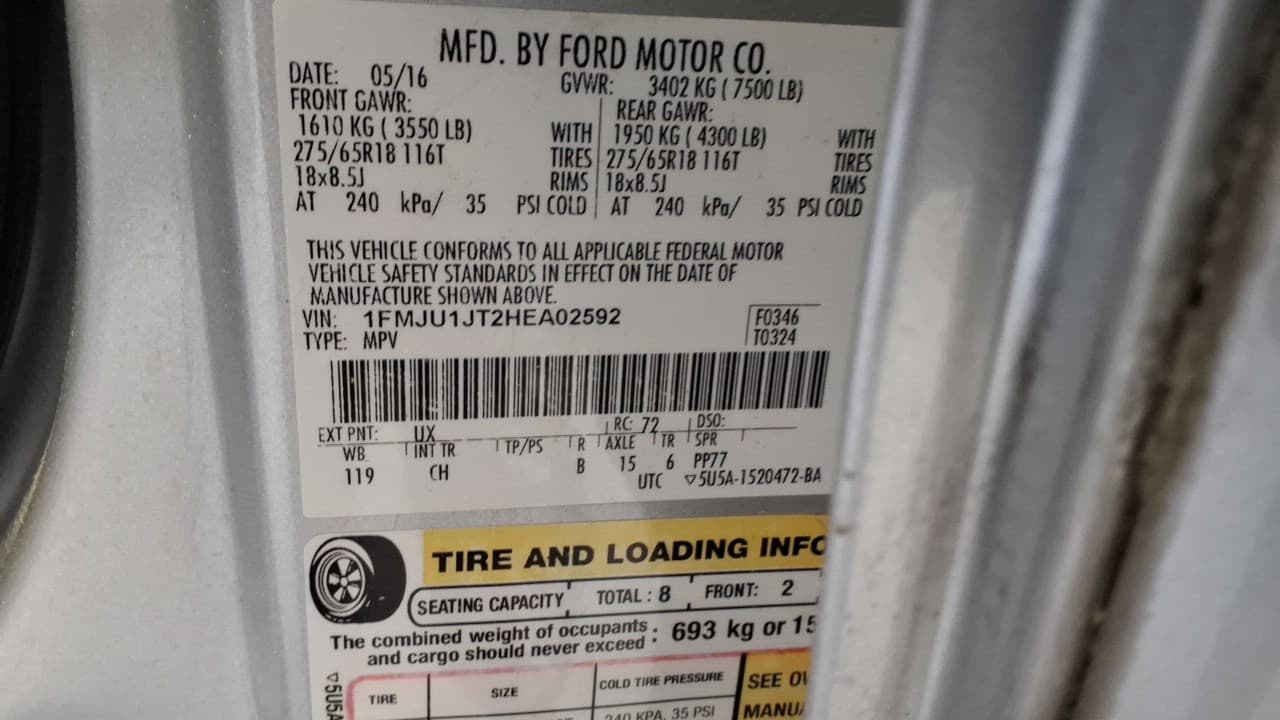 MFD. BY FORD MOTOR CO.
DATE: 05/16 GVWR: 3402 KG ( 7500 LB)
FRONT GAWR: REAR GAWR:
1610 KG ( 3550 LB) WITH 1950 KG ( 4300 LB) WITH
275/65R18 116T TIRES 275/65R18 116T TIRES
18x8.5J RIMS 18x8.5J RIMS
AT 240 kPa/ 35 PSI COLD AT 240 kPa/ 35 PSI COLD
THIS VEHICLE CONFORMS TO ALL APPLICABLE FEDERAL MOTOR
VEHICLE SAFETY STANDARDS IN EFFECT ON THE DATE OF
MANUFACTURE SHOWN ABOVE.
VIN: 1FMJU1JT2HEA02592 F0346
TYPE: MPV T0324
EXT PNT: UX RC: 72 DSO:
WB INT TR TP/PS R AXLE TR SPR
119 CH B 15 6 PP77
UTC ▽5U5A-1520472-BA
TIRE AND LOADING INFO
SEATING CAPACITY TOTAL : 8 FRONT: 2
The combined weight of occupants : 693 kg or 15
and cargo should never exceed :
▽5U5A
TIRE SIZE COLD TIRE PRESSURE SEE
240 KPA, 35 PSI